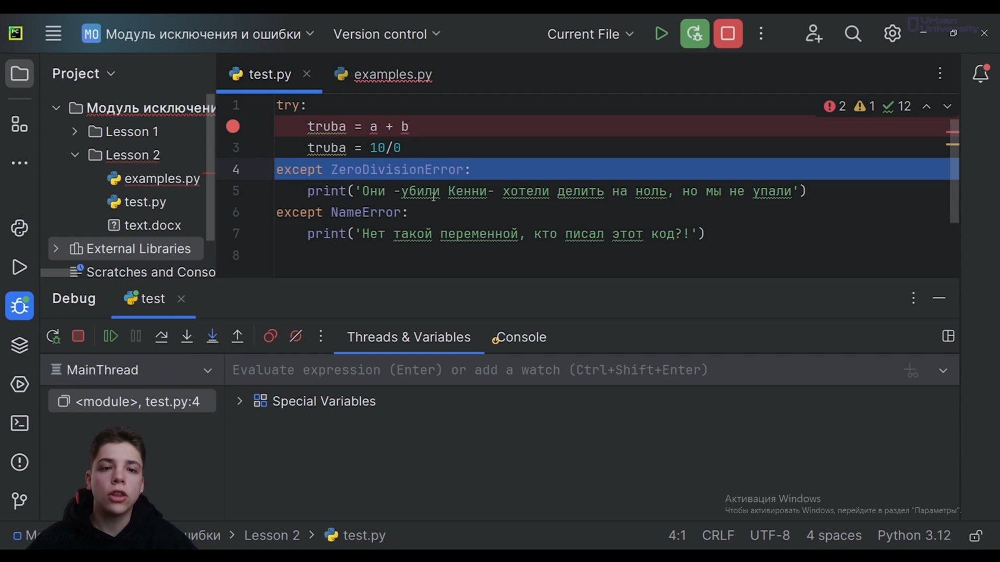 PC
MO Модуль исключения и ошибки
Version control
Current File
Urban
University
Project
test.py
examples.py
Модуль исключени
Lesson 1
Lesson 2
examples.py
test.py
text.docx
External Libraries
Scratches and Conso
2 1 12
1 try:
truba = a + b
3 truba = 10/0
4 except ZeroDivisionError:
5 print('Они -убили Кенни- хотели делить на ноль, но мы не упали')
6 except NameError:
7 print('Нет такой переменной, кто писал этот код?!')
8
Debug
test
Threads & Variables
Console
MainThread
Evaluate expression (Enter) or add a watch (Ctrl+Shift+Enter)
<module>, test.py:4
Special Variables
Активация Windows
Чтобы активировать Windows, перейдите в раздел "Параметры".
ошибки > Lesson 2 > test.py
4:1 CRLF UTF-8 4 spaces Python 3.12